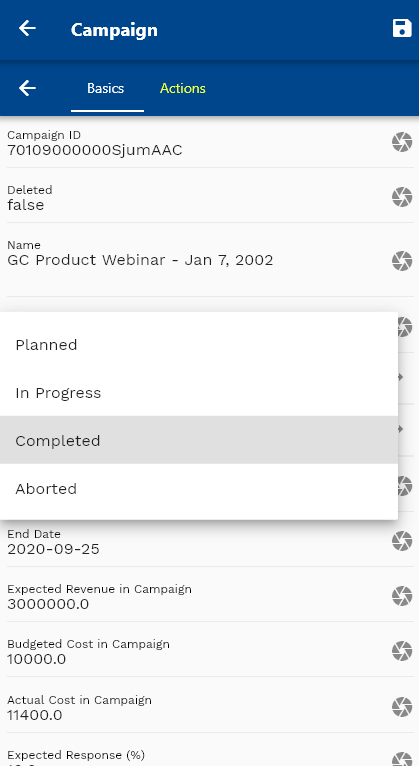 Campaign
Basics Actions
Campaign ID
70109000000SjumAAC
Deleted
false
Name
GC Product Webinar - Jan 7, 2002
Planned
In Progress
Completed
Aborted
End Date
2020-09-25
Expected Revenue in Campaign
3000000.0
Budgeted Cost in Campaign
10000.0
Actual Cost in Campaign
11400.0
Expected Response (%)